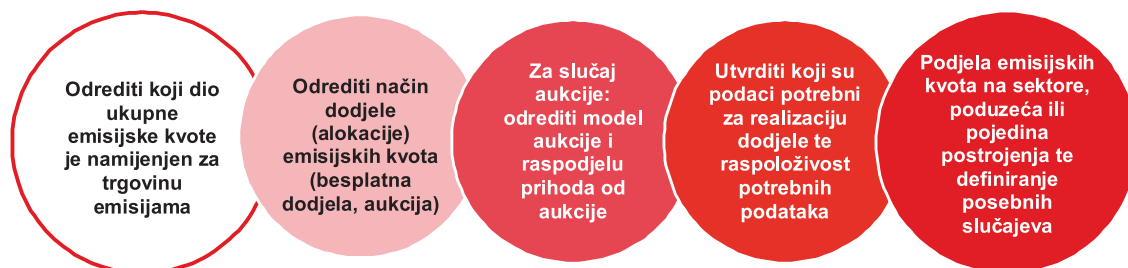 Odrediti koji dio
ukupne
emisijske kvote
je namijenjen za
trgovinu
emisijama
Odrediti način
dodjele
(alokacije)
emisijskih kvota
(besplatna
dodjela, aukcija)
Za slučaj
aukcije:
odrediti model
aukcije i
raspodjelu
prihoda od
aukcije
Utvrditi koji su
podaci potrebni
za realizaciju
dodjele te
raspoloživost
potrebnih
podataka
Podjela emisijskih
kvota na sektore,
poduzeća ili
pojedina
postrojenja te
definiranje
posebnih
slučajeva